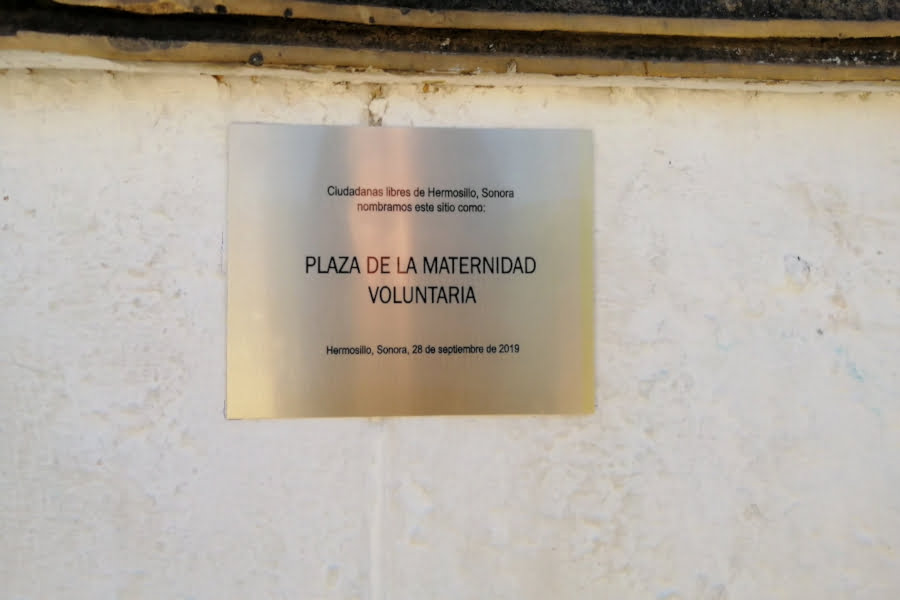 Ciudadanas libres de Hermosillo, Sonora
nombramos este sitio como:
PLAZA DE LA MATERNIDAD
VOLUNTARIA
Hermosillo, Sonora, 28 de septiembre de 2019